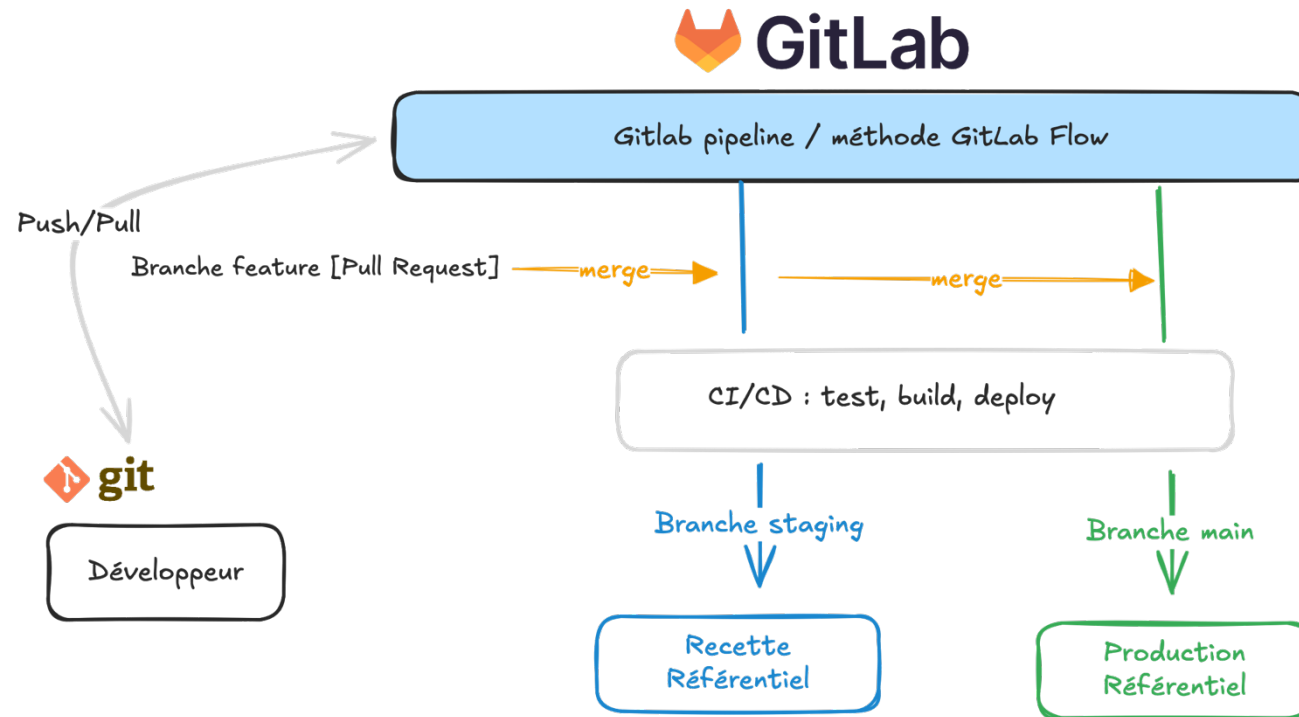 GitLab
Gitlab pipeline / méthode GitLab Flow
Push/Pull
Branche feature [Pull Request]
merge
merge
CI/CD : test, build, deploy
git
Développeur
Branche staging
Branche main
Recette
Référentiel
Production
Référentiel